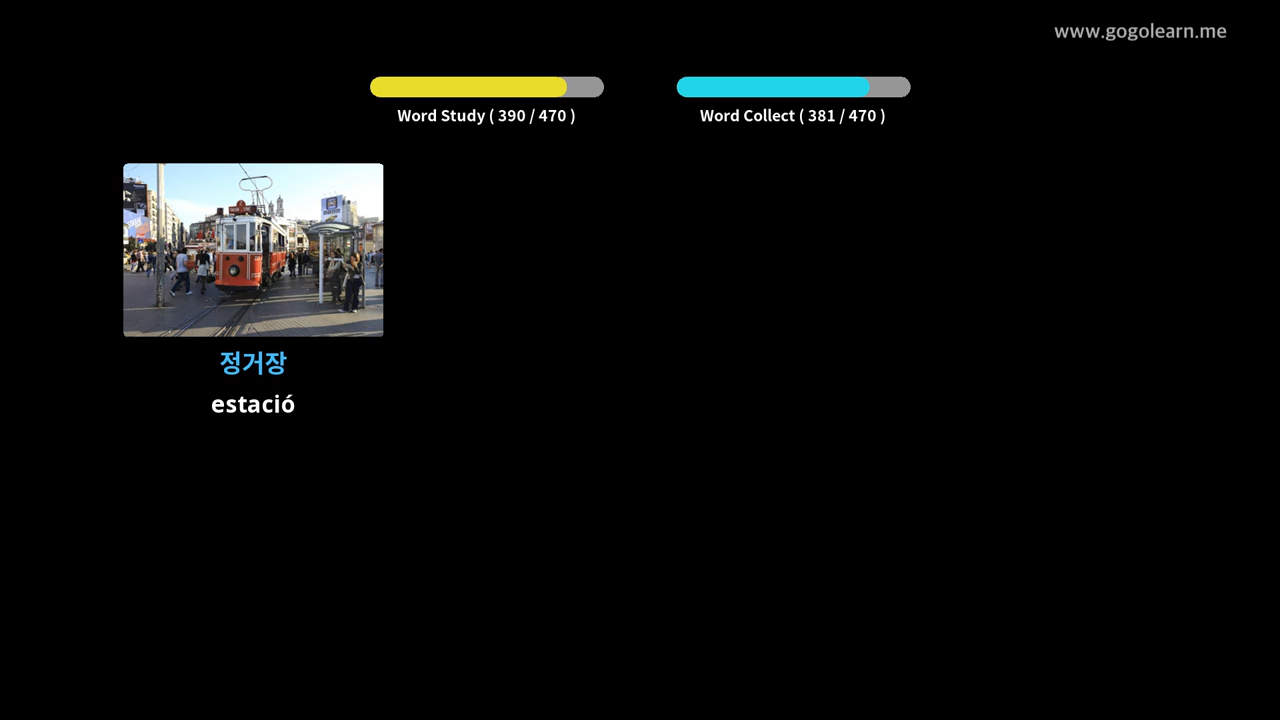 www.gogolearn.me
Word Study ( 390 / 470 )
Word Collect ( 381 / 470 )
정거장
estació